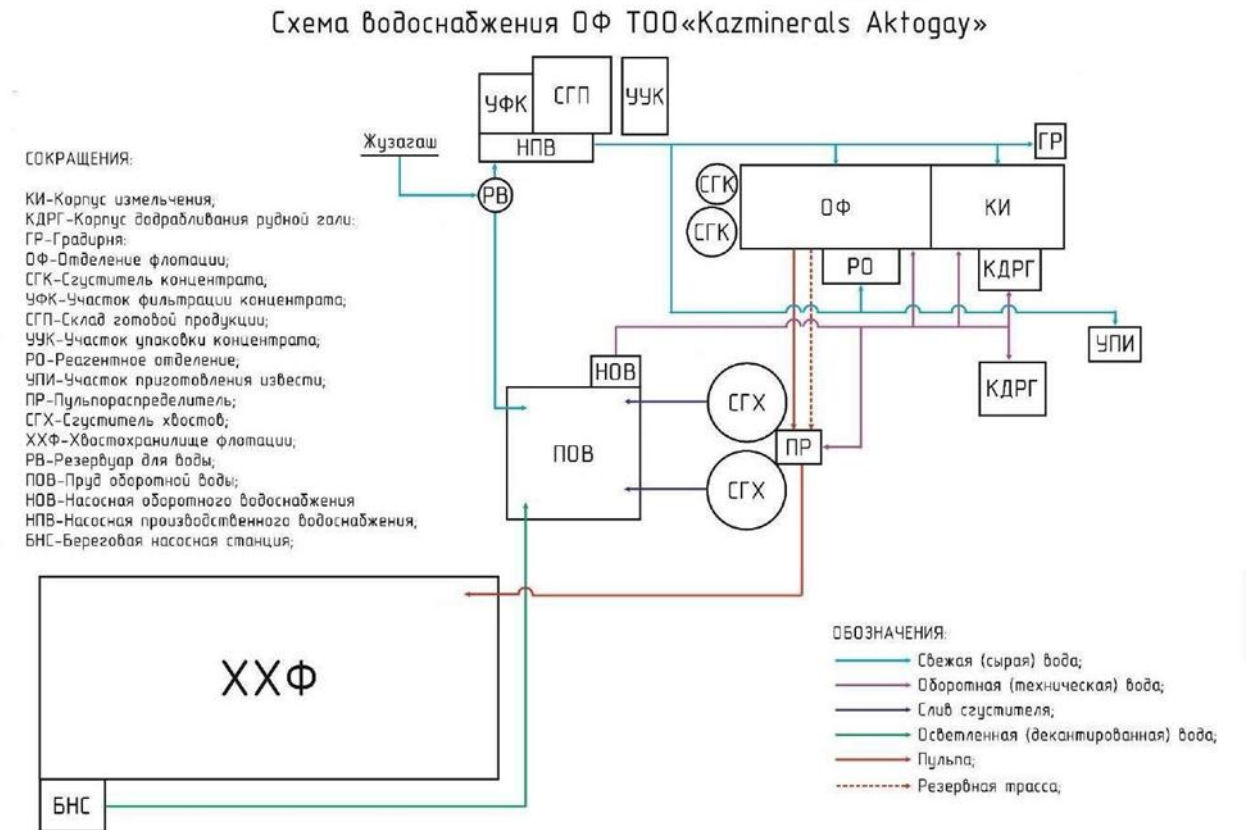 Схема водоснабжения ОФ ТОО«Kazminerals Aktogay»
УФК
СГП
УУК
НПВ
Жузагаш
РВ
ГР
СГК
СГК
ОФ
КИ
РО
КДРГ
УПИ
КДРГ
НОВ
ПОВ
СГХ
СГХ
ПР
СОКРАЩЕНИЯ:
КИ-Корпус измельчения;
КДРГ-Корпус додрабливания рудной гали:
ГР-Градирня:
ОФ-Отделение флотации;
СГК-Сгуститель концентрата;
УФК-Участок фильтрации концентрата;
СГП-Склад готовой продукции;
УУК-Участок упаковки концентрата;
РО-Реагентное отделение;
УПИ-Участок приготовления извести;
ПР-Пульпораспределитель;
СГХ-Сгуститель хвостов;
ХХФ-Хвостохранилище флотации;
РВ-Резервуар для воды;
ПОВ-Пруд оборотной воды;
НОВ-Насосная оборотного водоснабжения
НПВ-Насосная производственного водоснабжения;
БНС-Береговая насосная станция;
ХХФ
БНС
ОБОЗНАЧЕНИЯ:
Свежая (сырая) вода;
Оборотная (техническая) вода;
Слив сгустителя;
Осветленная (декантированная) вода;
Пульпа;
Резервная трасса;